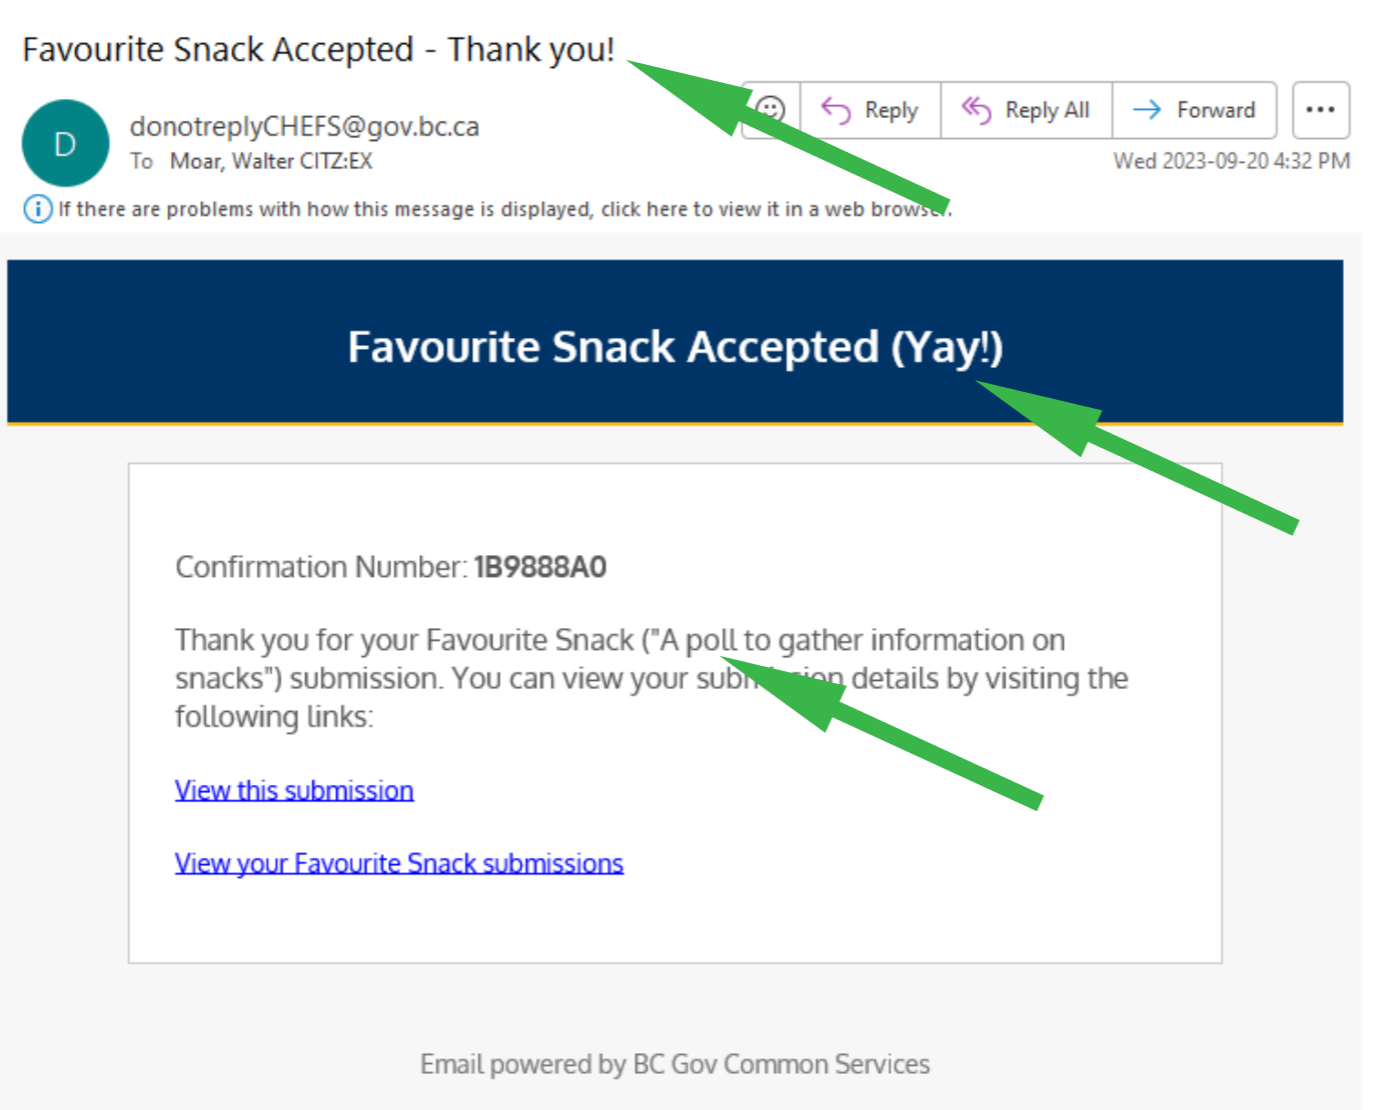 Favourite Snack Accepted - Thank you!
D
donotreplyCHEFS@gov.bc.ca
Reply
Reply All
Forward
To Moar, Walter CITZ:EX
Wed 2023-09-20 4:32 PM
If there are problems with how this message is displayed, click here to view it in a web browser.
Favourite Snack Accepted (Yay!)
Confirmation Number: 1B9888A0
Thank you for your Favourite Snack ("A poll to gather information on
snacks") submission. You can view your submission details by visiting the
following links:
View this submission
View your Favourite Snack submissions
Email powered by BC Gov Common Services